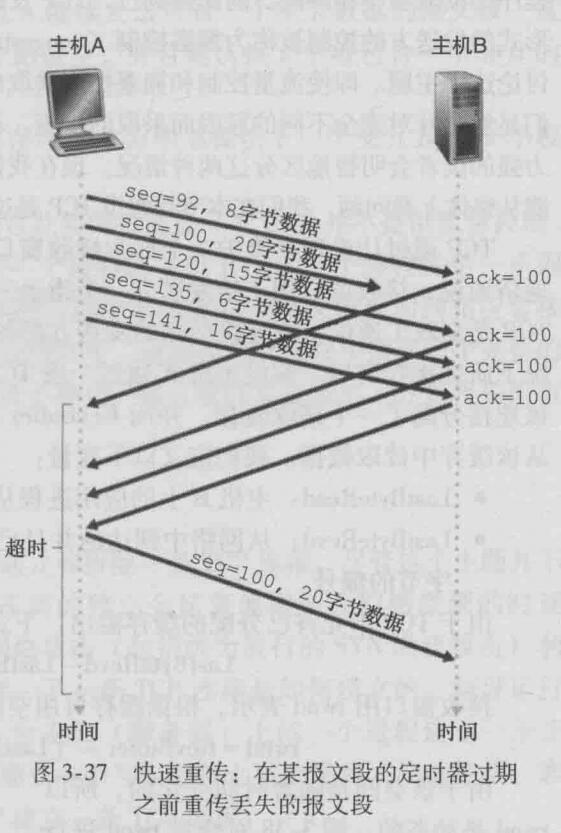 主机A
主机B
seq=92, 8字节数据
seq=100, 20字节数据
seq=120, 15字节数据
seq=135, 6字节数据
seq=141, 16字节数据
ack=100
ack=100
ack=100
ack=100
超时
seq=100, 20字节数据
时间
时间
图 3-37 快速重传：在某报文段的定时器过期
之前重传丢失的报文段